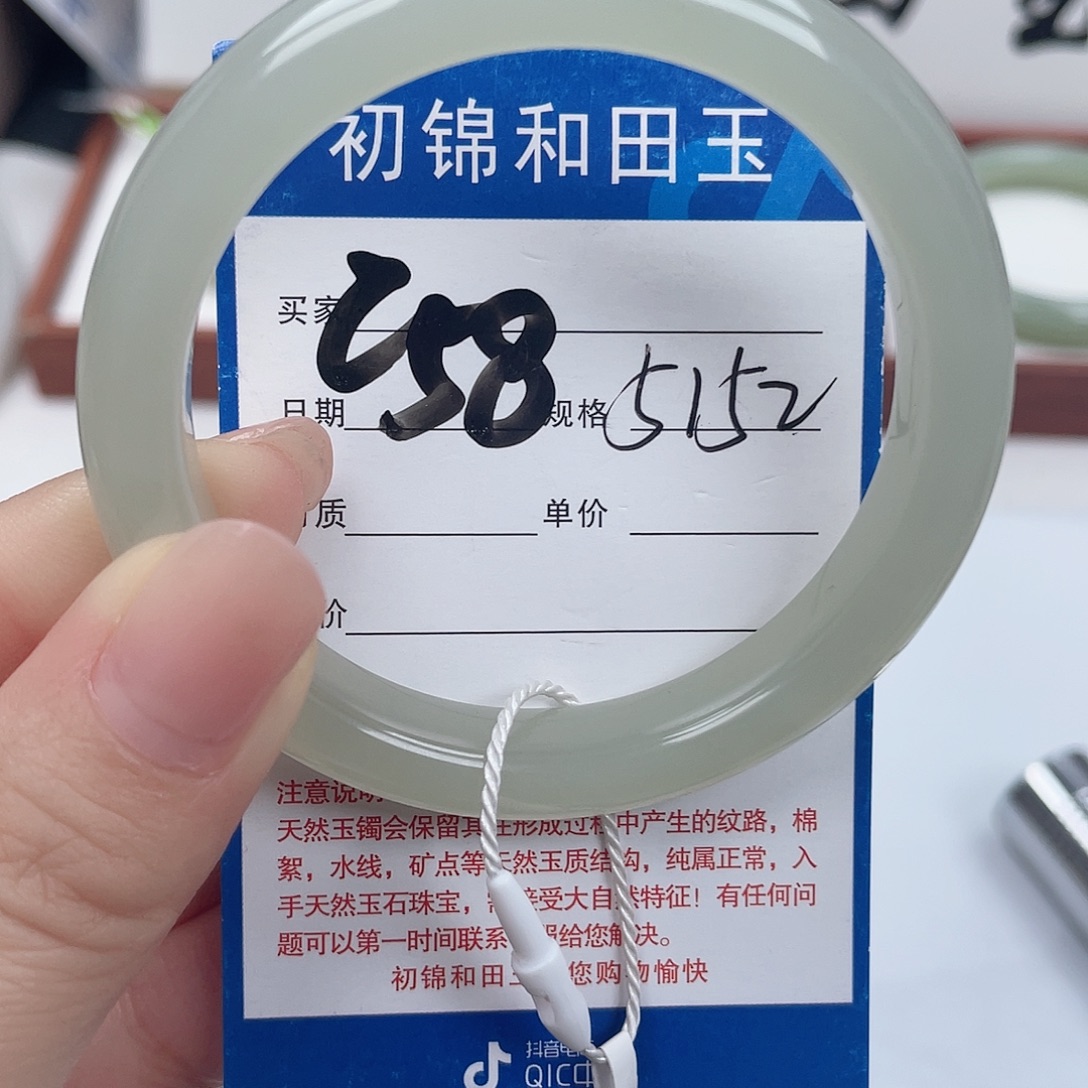 初锦和田玉
买家
58
日期 规格 5152
质 单价
价
注意说明
天然玉镯会保留其 形成过程中产生的纹路，棉
絮，水线，矿点等天然玉质结构，纯属正常，入
手天然玉石珠宝，需接受大自然特征！有任何问
题可以第一时间联系 给您解决。
初锦和田玉 您购物愉快
抖音电
QIC中